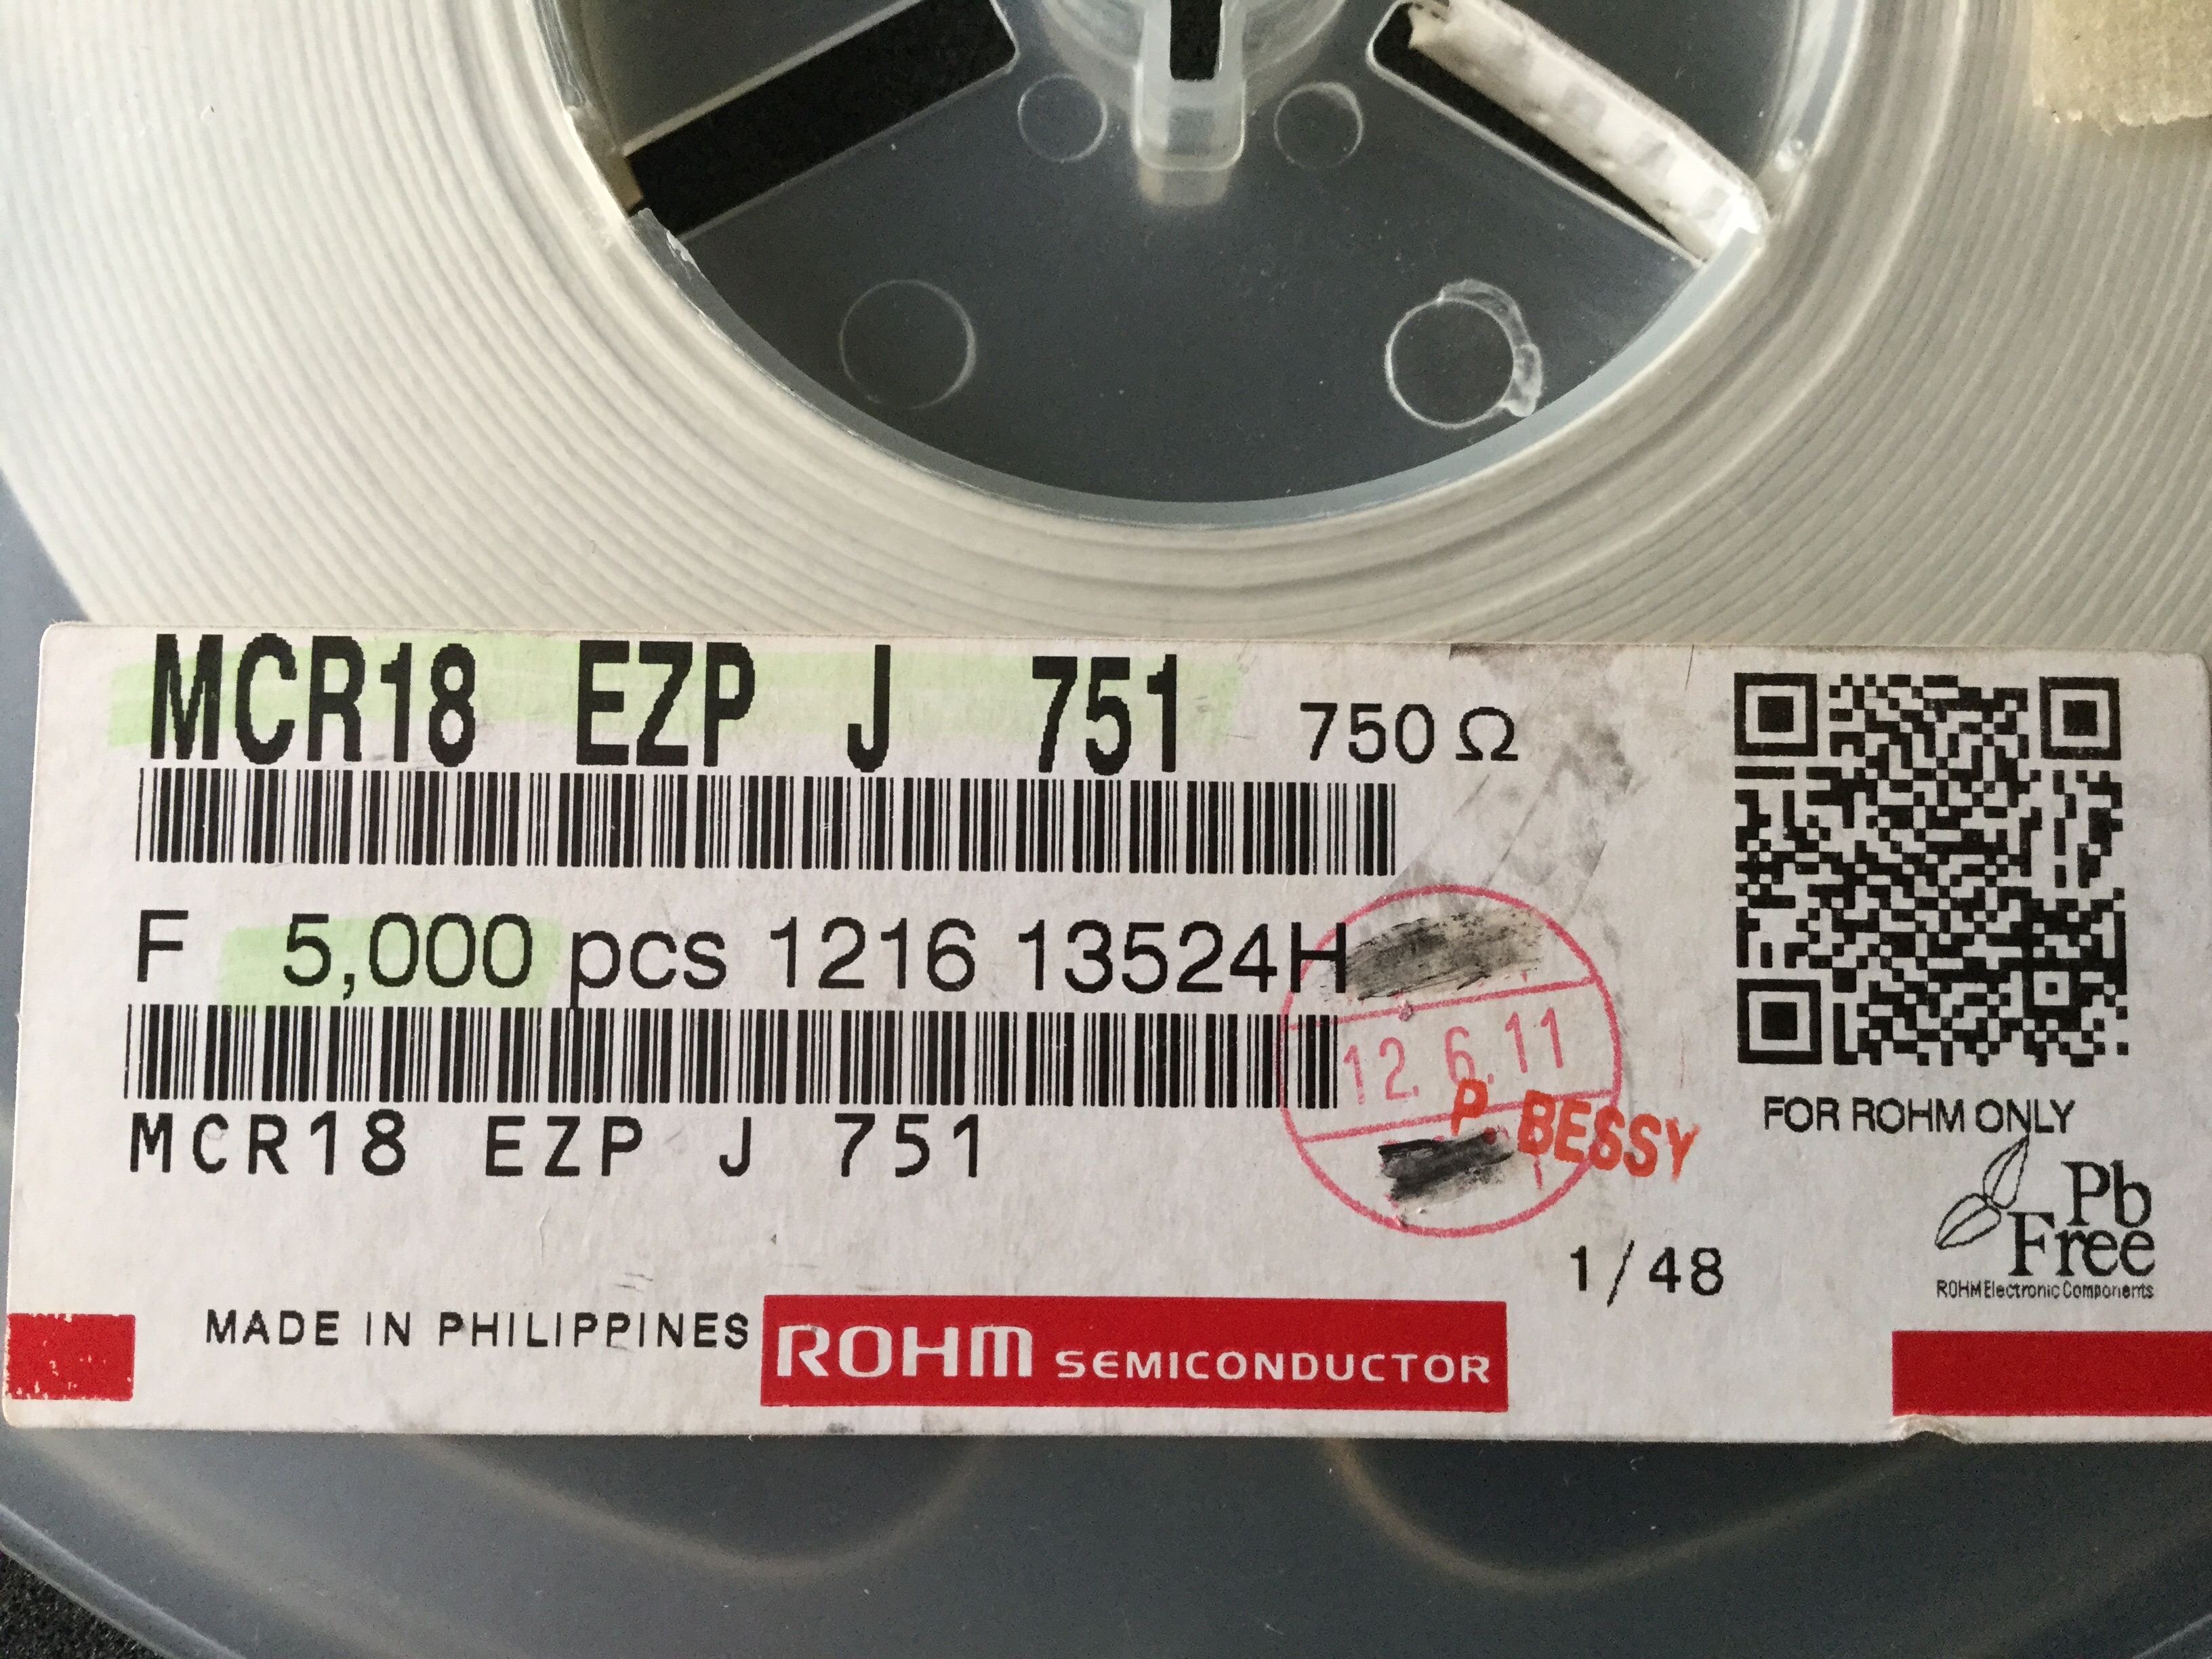 MCR18 EZP J 751 750 Ω
F 5,000 pcs 1216 13524H
12.6.11
P. BESSY
MCR18 EZP J 751
FOR ROHM ONLY
Pb
Free
ROHM Electronic Components
1/48
MADE IN PHILIPPINES
ROHM SEMICONDUCTOR